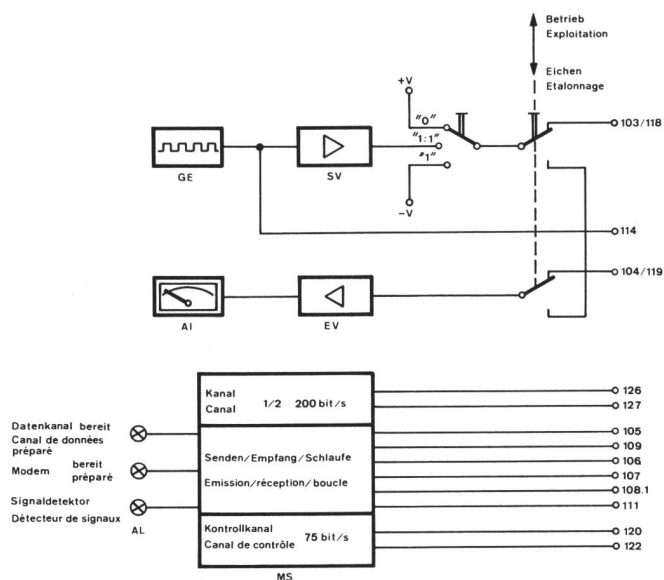 Betrieb
Exploitation
Eichen
Etalonnage
+V
"0"
"1:1"
"1"
−V
103/118
GE
SV
114
104/119
AI
EV
Kanal
Canal
1/2 200 bit/s
126
127
Datenkanal bereit
Canal de données
préparé
Modem bereit
préparé
Signaldetektor
Détecteur de signaux
AL
Senden/Empfang/Schlaufe
Emission/réception/boucle
105
109
106
107
108.1
111
Kontrollkanal
Canal de contrôle
75 bit/s
120
122
MS